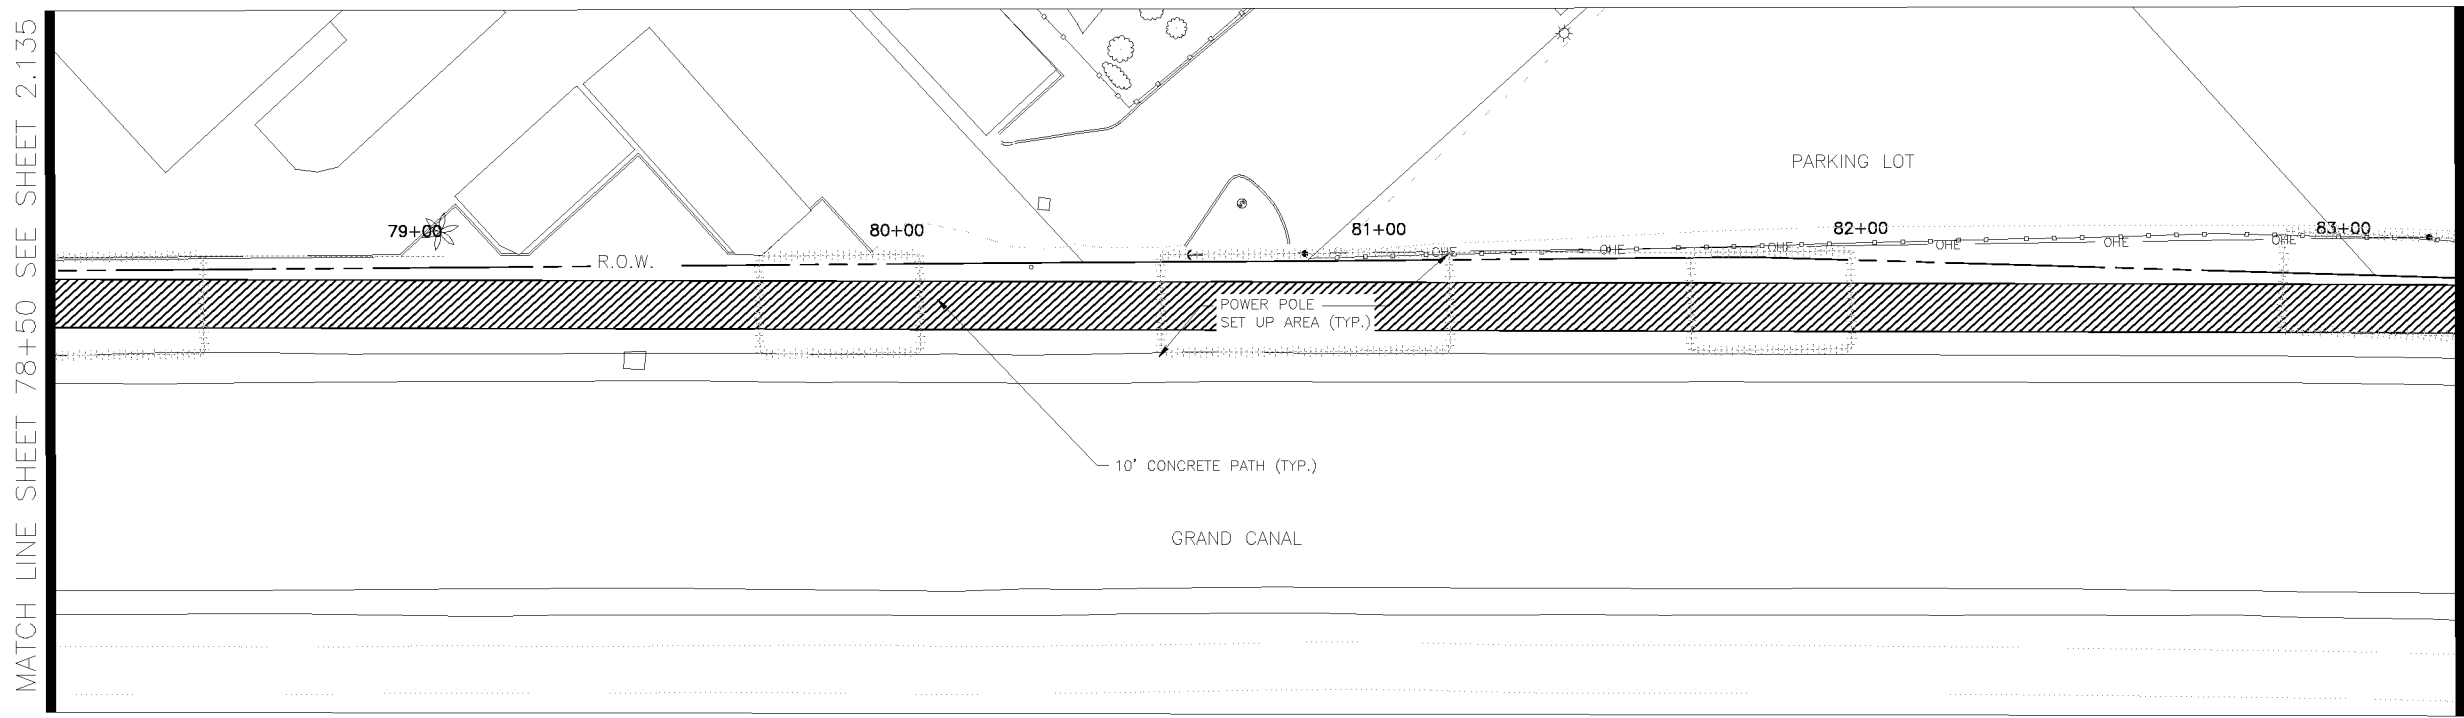 MATCH LINE SHEET 78+50 SEE SHEET 2.135
PARKING LOT
79+00
80+00
81+00
82+00
83+00
OHE
OHE
OHE
OHE
OHE
OHE
R.O.W.
POWER POLE
SET UP AREA (TYP.)
10' CONCRETE PATH (TYP.)
GRAND CANAL